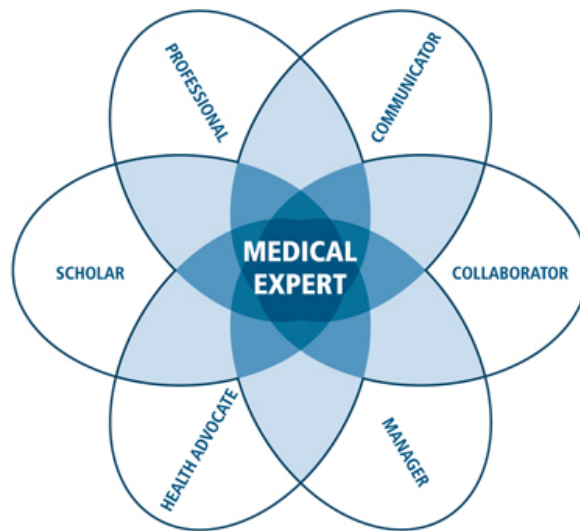 PROFESSIONAL
COMMUNICATOR
SCHOLAR
MEDICAL
EXPERT
COLLABORATOR
HEALTH ADVOCATE
MANAGER